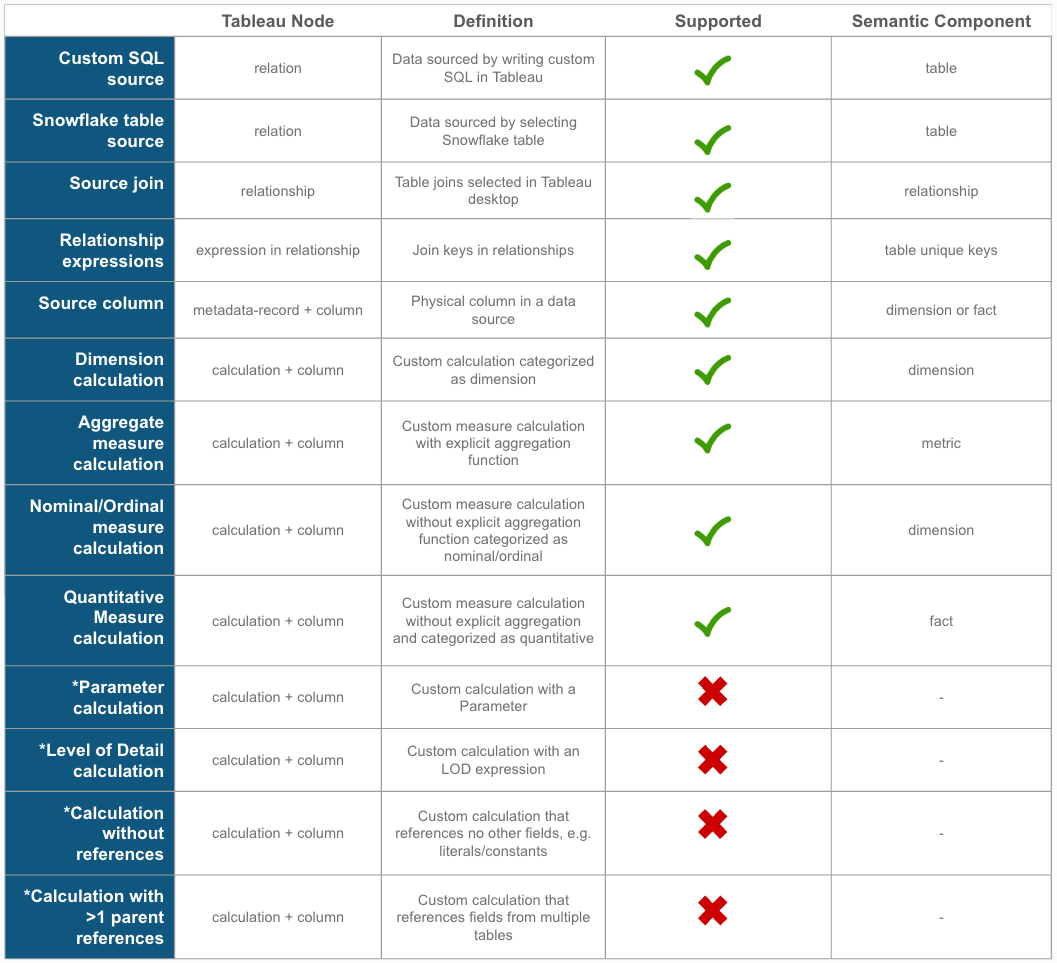 Tableau Node Definition Supported Semantic Component
Custom SQL
source
relation
Data sourced by writing custom
SQL in Tableau
table
Snowflake table
source
relation
Data sourced by selecting
Snowflake table
table
Source join
relationship
Table joins selected in Tableau
desktop
relationship
Relationship
expressions
expression in relationship
Join keys in relationships
table unique keys
Source column
metadata-record + column
Physical column in a data
source
dimension or fact
Dimension
calculation
calculation + column
Custom calculation categorized
as dimension
dimension
Aggregate
measure
calculation
calculation + column
Custom measure calculation
with explicit aggregation
function
metric
Nominal/Ordinal
measure
calculation
calculation + column
Custom measure calculation
without explicit aggregation
function categorized as
nominal/ordinal
dimension
Quantitative
Measure
calculation
calculation + column
Custom measure calculation
without explicit aggregation
and categorized as quantitative
fact
*Parameter
calculation
calculation + column
Custom calculation with a
Parameter
-
*Level of Detail
calculation
calculation + column
Custom calculation with an
LOD expression
-
*Calculation
without
references
calculation + column
Custom calculation that
references no other fields, e.g.
literals/constants
-
*Calculation with
>1 parent
references
calculation + column
Custom calculation that
references fields from multiple
tables
-